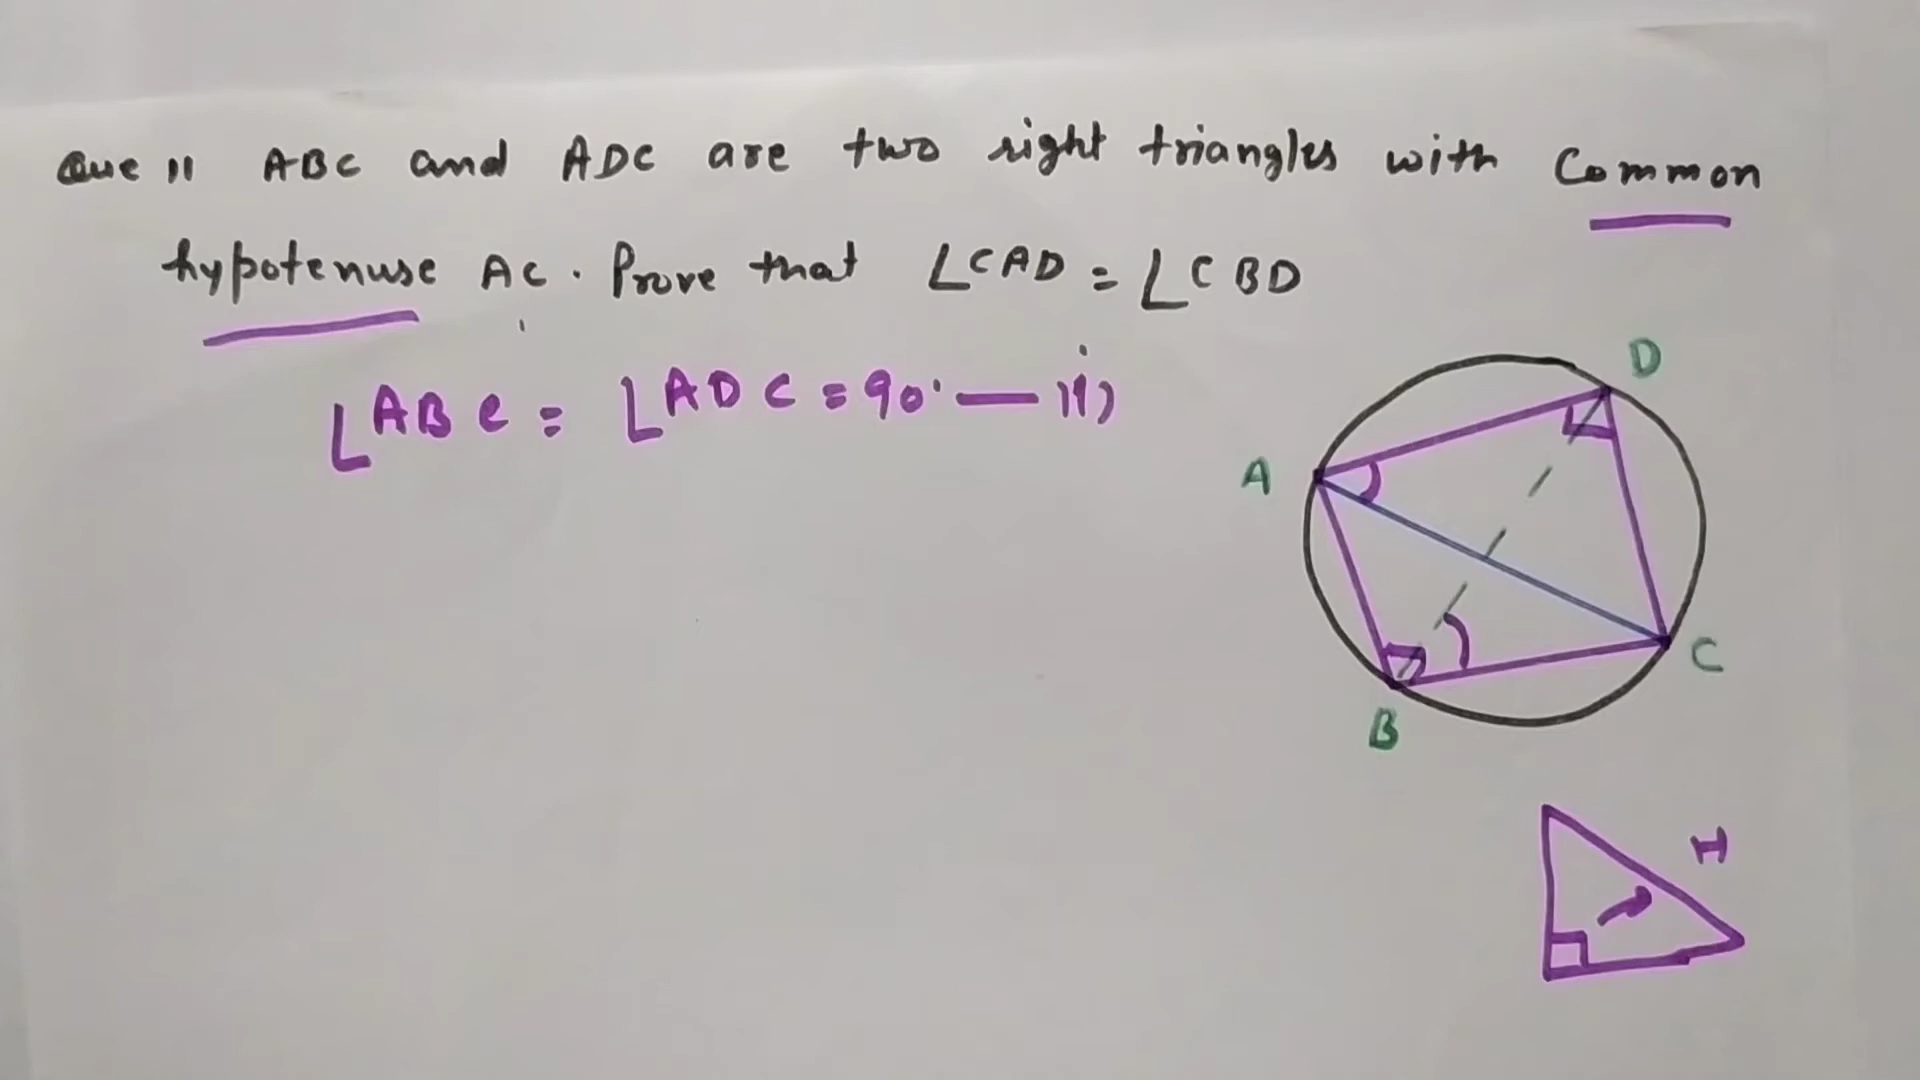 Que 11 ABC and ADC are two right triangles with Common
hypotenuse AC. Prove that ∠CAD = ∠CBD
∠ABC = ∠ADC = 90° — (i)
D
A
C
B
H